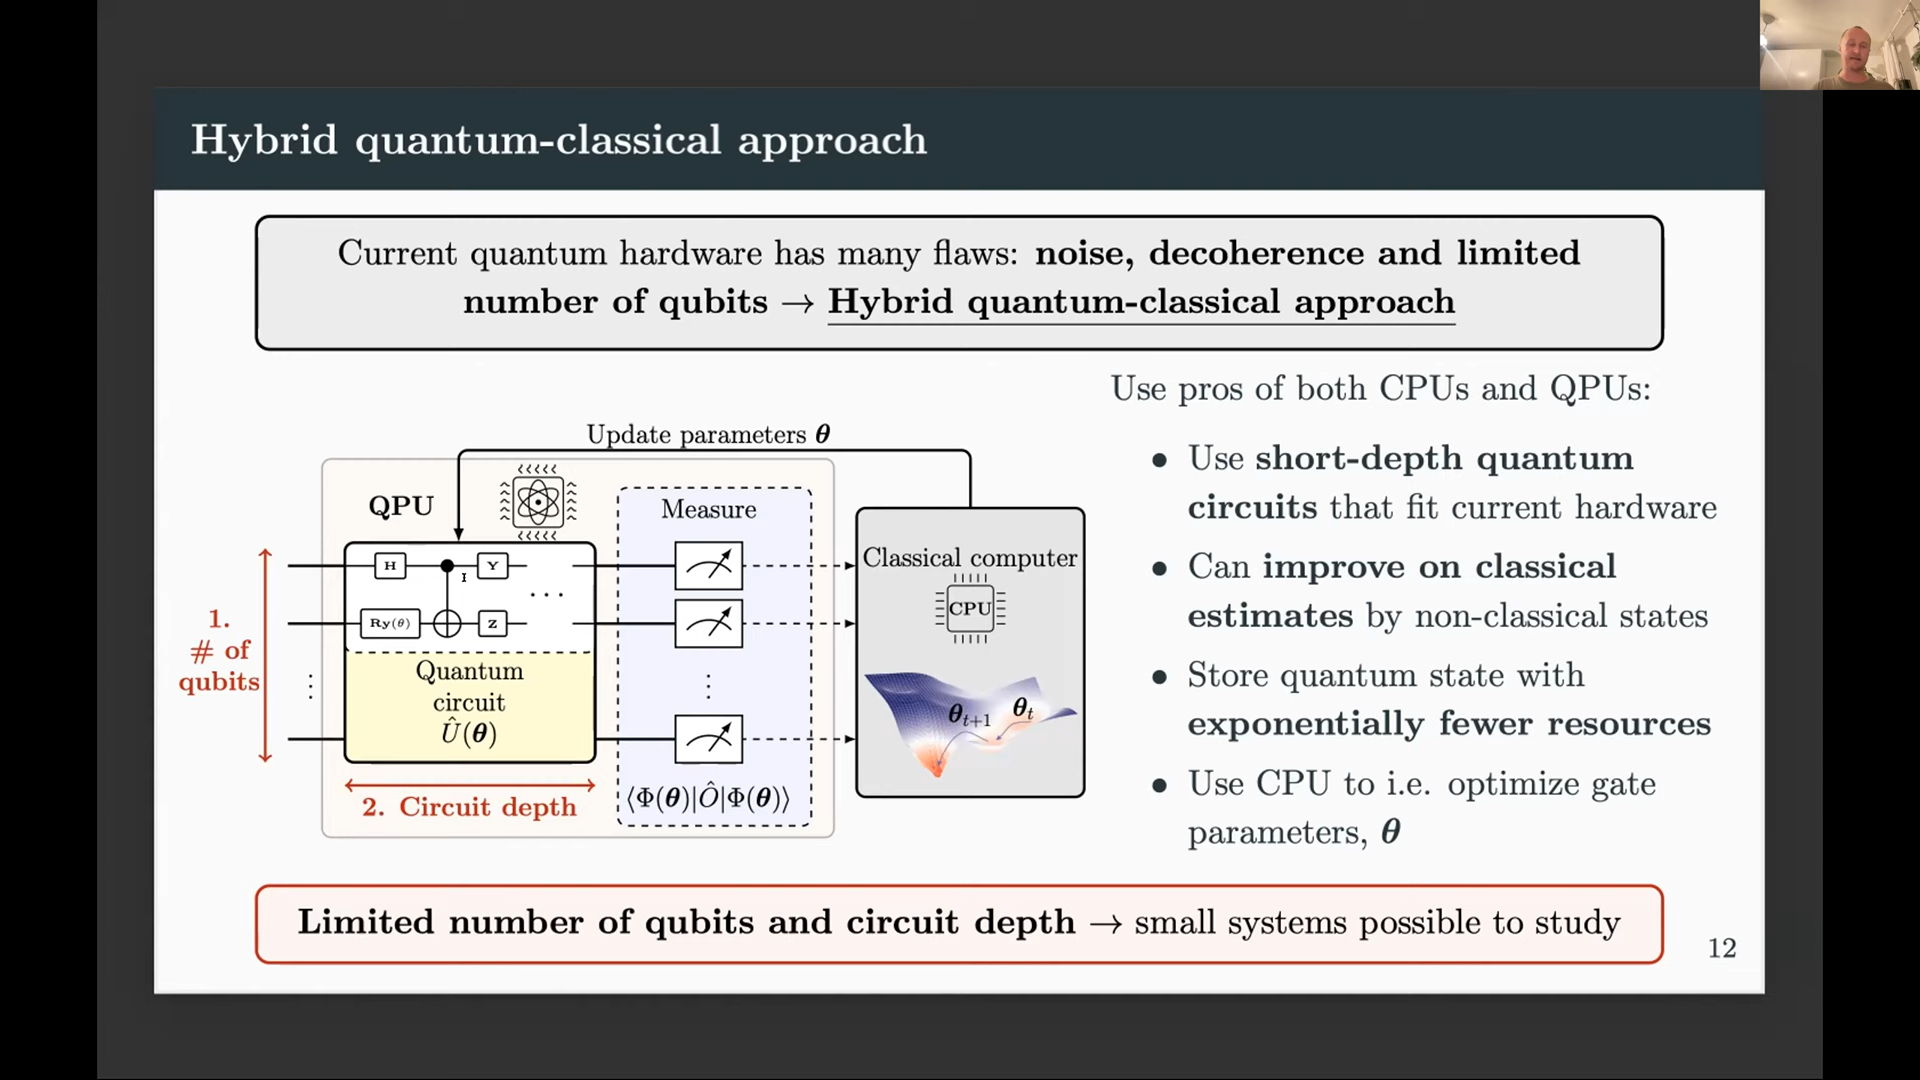 Hybrid quantum-classical approach
Current quantum hardware has many flaws: noise, decoherence and limited
number of qubits → Hybrid quantum-classical approach
Use pros of both CPUs and QPUs:
Update parameters θ
QPU
Measure
H
Y
Ry(θ)
Z
...
Quantum
circuit
Û(θ)
1.
# of
qubits
2. Circuit depth
⟨Φ(θ)|Ô|Φ(θ)⟩
Classical computer
CPU
θₜ₊₁
θₜ
• Use short-depth quantum
circuits that fit current hardware
• Can improve on classical
estimates by non-classical states
• Store quantum state with
exponentially fewer resources
• Use CPU to i.e. optimize gate
parameters, θ
Limited number of qubits and circuit depth → small systems possible to study
12